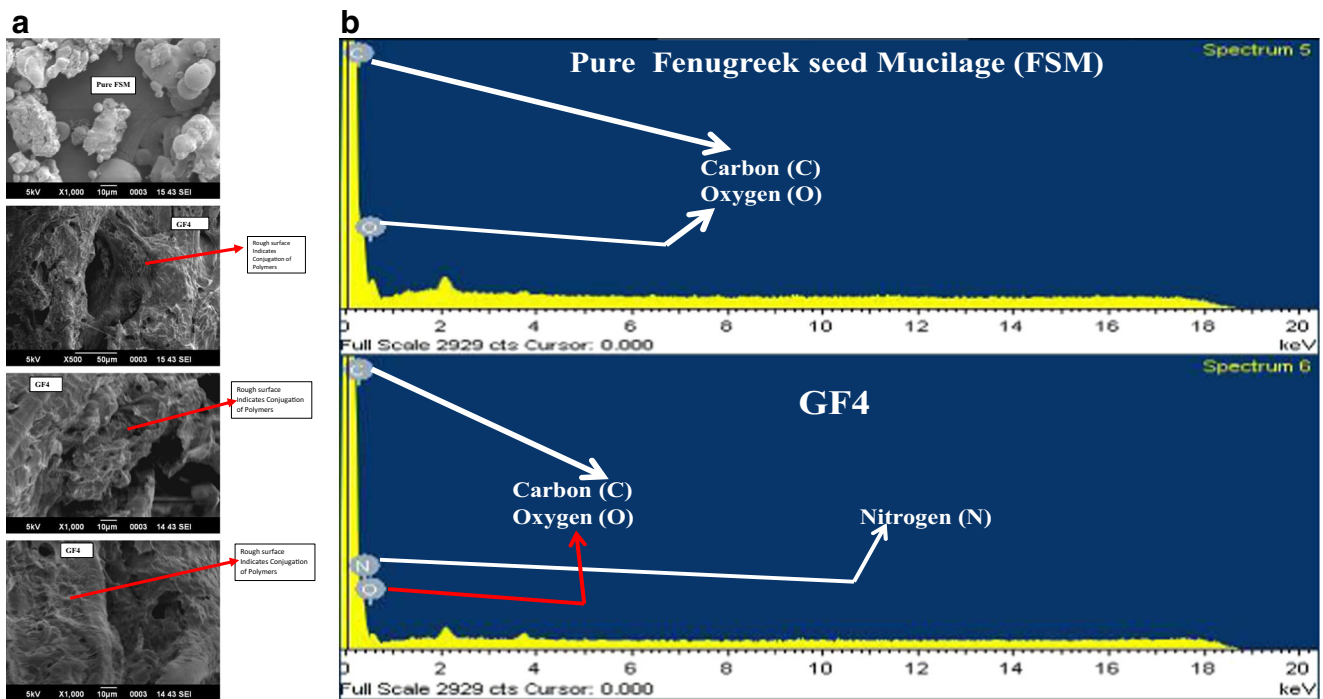 a
Pure FSM
5kV X1,000 10µm 0003 15 43 SEI
GF4
Rough surface
Indicates
Conjugation of
Polymers
5kV X500 50µm 0003 15 43 SEI
GF4
Rough surface
Indicates Conjugation
of Polymers
5kV X1,000 10µm 0003 14 43 SEI
GF4
Rough surface
Indicates Conjugation
of Polymers
5kV X1,000 10µm 0003 14 43 SEI
b
Spectrum 5
Pure Fenugreek seed Mucilage (FSM)
C
Carbon (C)
Oxygen (O)
O
0 2 4 6 8 10 12 14 16 18 20
Full Scale 2929 cts Cursor: 0.000 keV
Spectrum 6
C
GF4
Carbon (C)
Oxygen (O) Nitrogen (N)
N
O
0 2 4 6 8 10 12 14 16 18 20
Full Scale 2929 cts Cursor: 0.000 keV